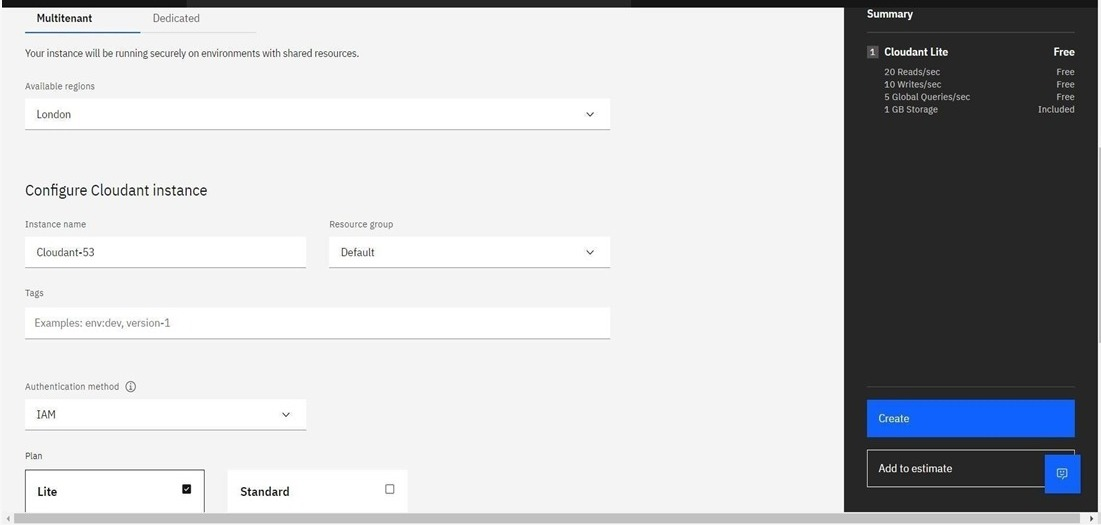 Multitenant Dedicated
Your instance will be running securely on environments with shared resources.
Available regions
London
Configure Cloudant instance
Instance name Resource group
Cloudant-53 Default
Tags
Examples: env:dev, version-1
Authentication method
IAM
Plan
Lite Standard
Summary
1 Cloudant Lite Free
20 Reads/sec Free
10 Writes/sec Free
5 Global Queries/sec Free
1 GB Storage Included
Create
Add to estimate